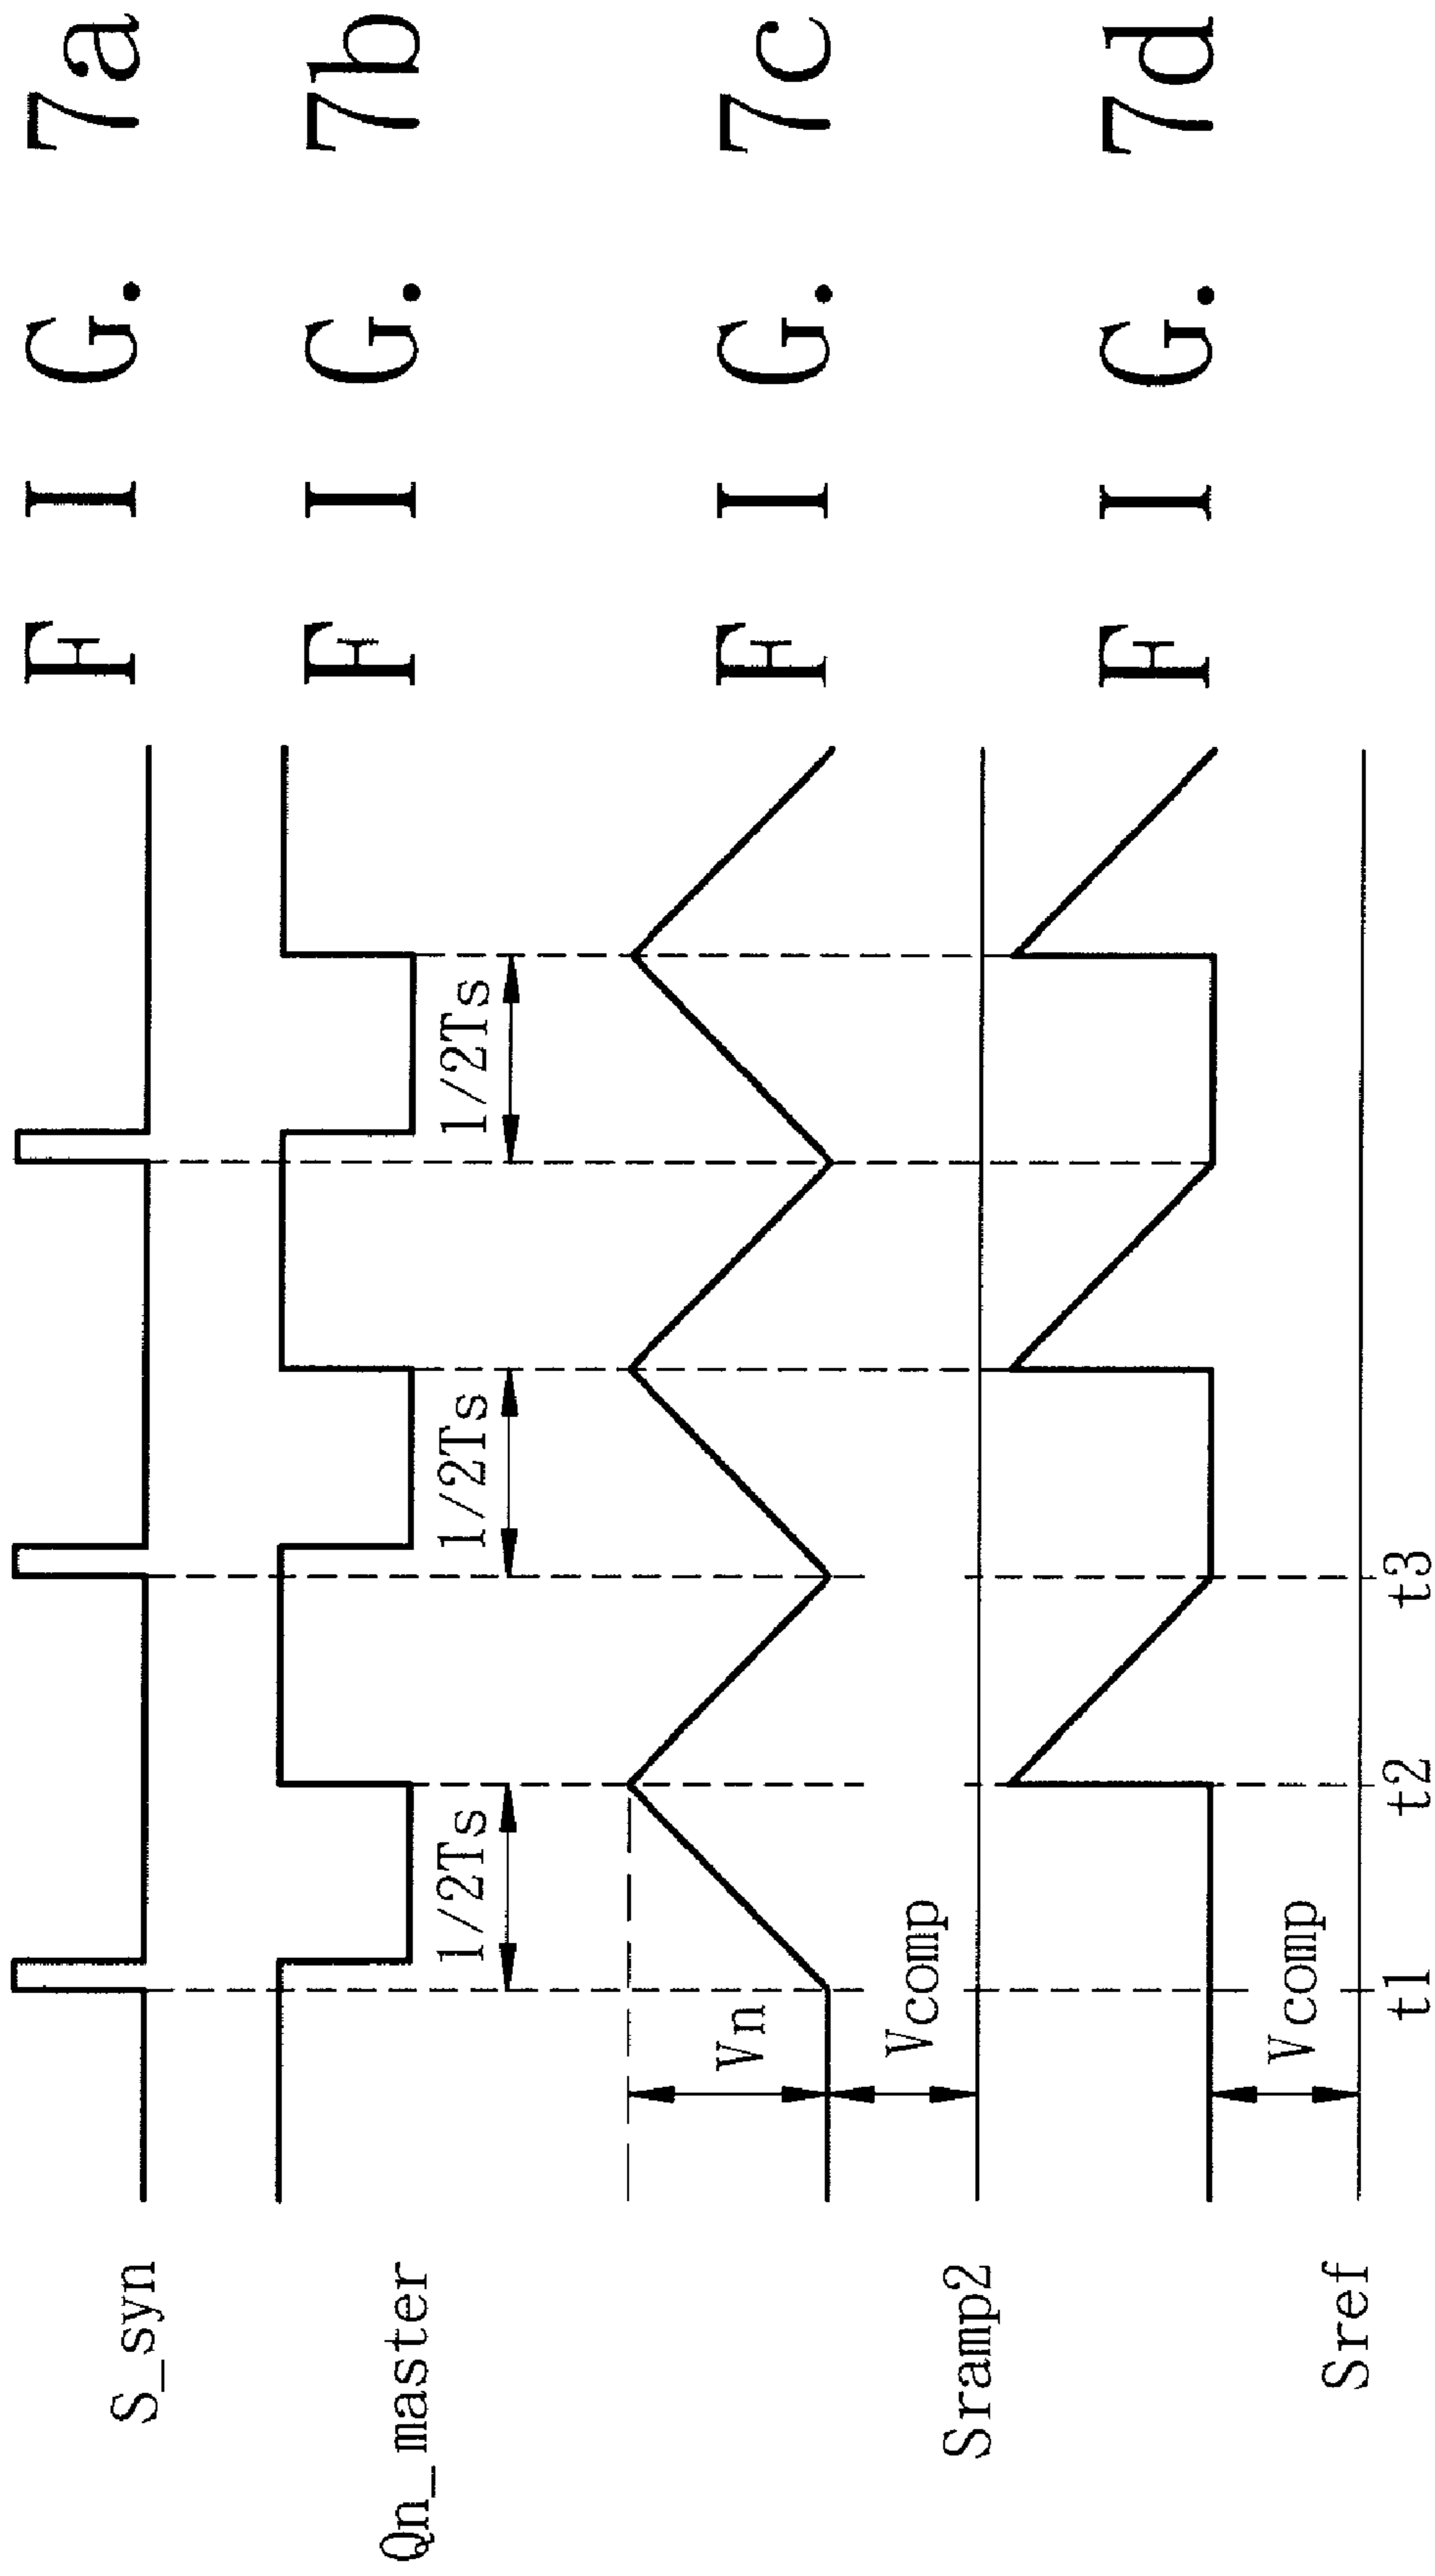 S_syn
FIG. 7a
Qn_master
FIG. 7b
1/2Ts 1/2Ts 1/2Ts
Vn
FIG. 7c
Vcomp
Sramp2
FIG. 7d
Vcomp
Sref
t1 t2 t3